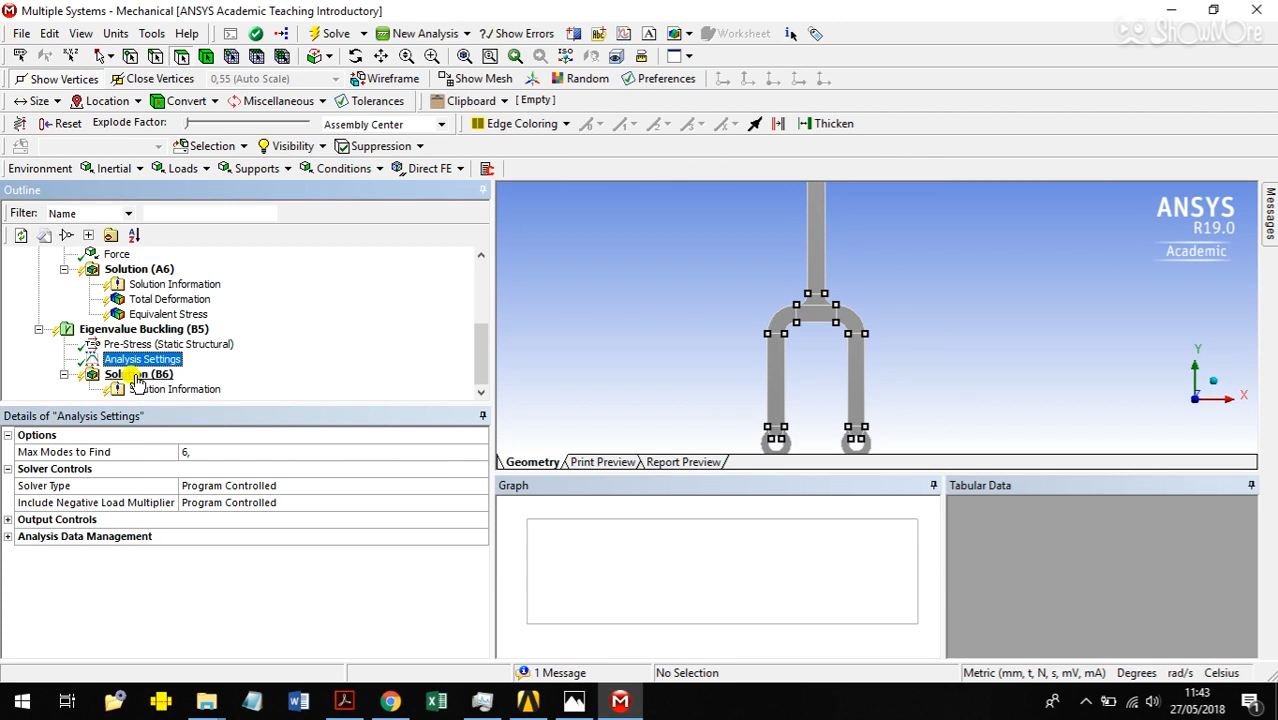 Multiple Systems - Mechanical [ANSYS Academic Teaching Introductory]
File Edit View Units Tools Help Solve New Analysis ?/ Show Errors Worksheet
ShowMore
Show Vertices Close Vertices 0,55 (Auto Scale) Wireframe Show Mesh Random Preferences
Size Location Convert Miscellaneous Tolerances Clipboard [ Empty ]
Reset Explode Factor: Assembly Center Edge Coloring Thicken
Selection Visibility Suppression
Environment Inertial Loads Supports Conditions Direct FE
Outline
Filter: Name
Force
Solution (A6)
Solution Information
Total Deformation
Equivalent Stress
Eigenvalue Buckling (B5)
Pre-Stress (Static Structural)
Analysis Settings
Solution (B6)
Solution Information
Details of "Analysis Settings"
Options
Max Modes to Find 6,
Solver Controls
Solver Type Program Controlled
Include Negative Load Multiplier Program Controlled
Output Controls
Analysis Data Management
ANSYS
R19.0
Academic
Y
X
Z
Geometry Print Preview Report Preview
Graph
Tabular Data
Messages
1 Message No Selection Metric (mm, t, N, s, mV, mA) Degrees rad/s Celsius
11:43
27/05/2018
1